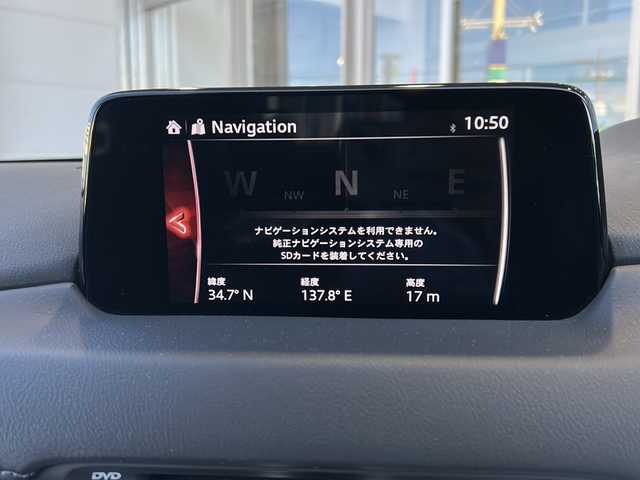 Navigation 10:50
W NW N NE E
ナビゲーションシステムを利用できません。
純正ナビゲーションシステム専用の
SDカードを装着してください。
緯度 経度 高度
34.7° N 137.8° E 17 m
DVD